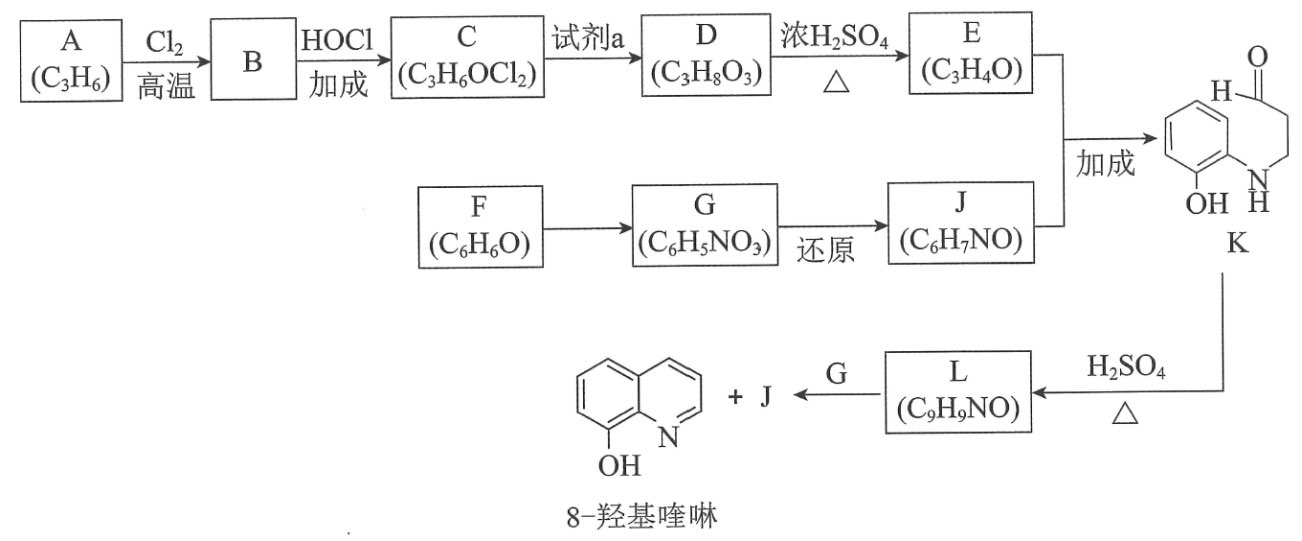 A
(C₃H₆)
Cl₂
高温
B
HOCl
加成
C
(C₃H₆OCl₂)
试剂a
D
(C₃H₈O₃)
浓H₂SO₄
△
E
(C₃H₄O)
F
(C₆H₆O)
G
(C₆H₅NO₃)
还原
J
(C₆H₇NO)
加成
O
H
N
OH H
K
H₂SO₄
△
L
(C₉H₉NO)
G
+ J
N
OH
8-羟基喹啉